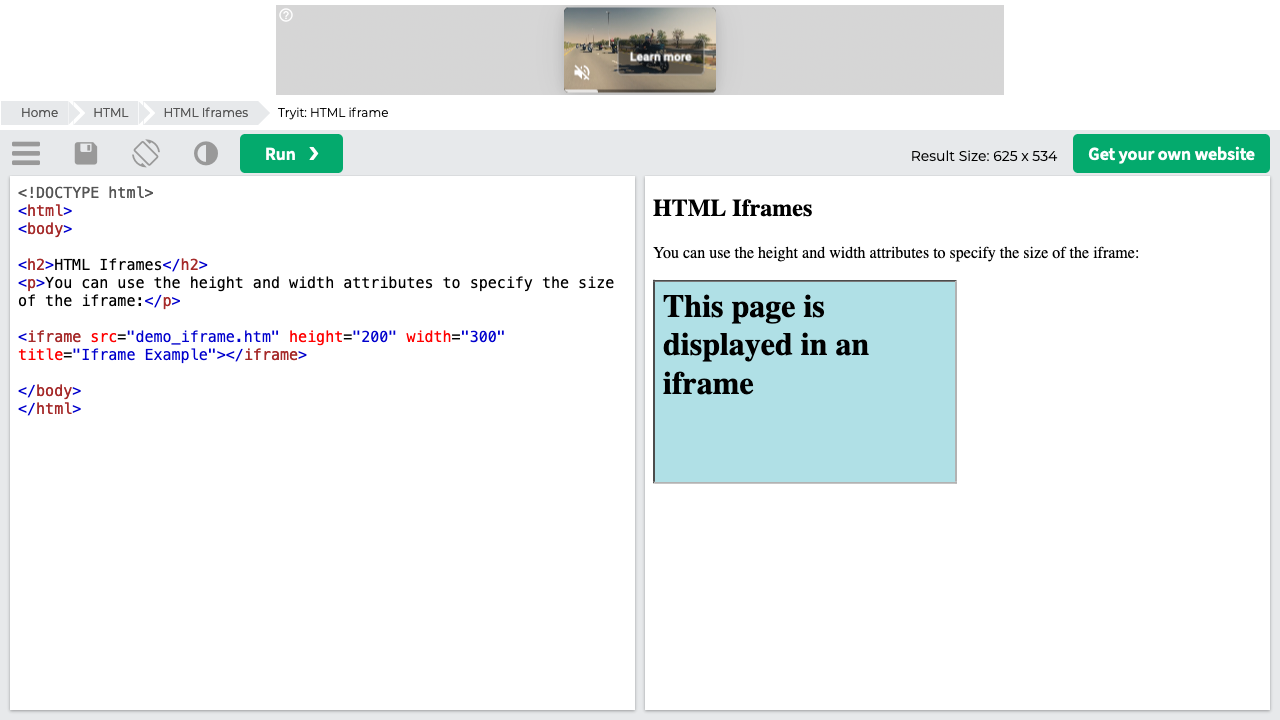 Learn more
Home
HTML
HTML Iframes
Tryit: HTML iframe
Run ❯
Result Size: 625 x 534
Get your own website
<!DOCTYPE html>
<html>
<body>
<h2>HTML Iframes</h2>
<p>You can use the height and width attributes to specify the size
of the iframe:</p>
<iframe src="demo_iframe.htm" height="200" width="300"
title="Iframe Example"></iframe>
</body>
</html>
HTML Iframes
You can use the height and width attributes to specify the size of the iframe:
This page is
displayed in an
iframe